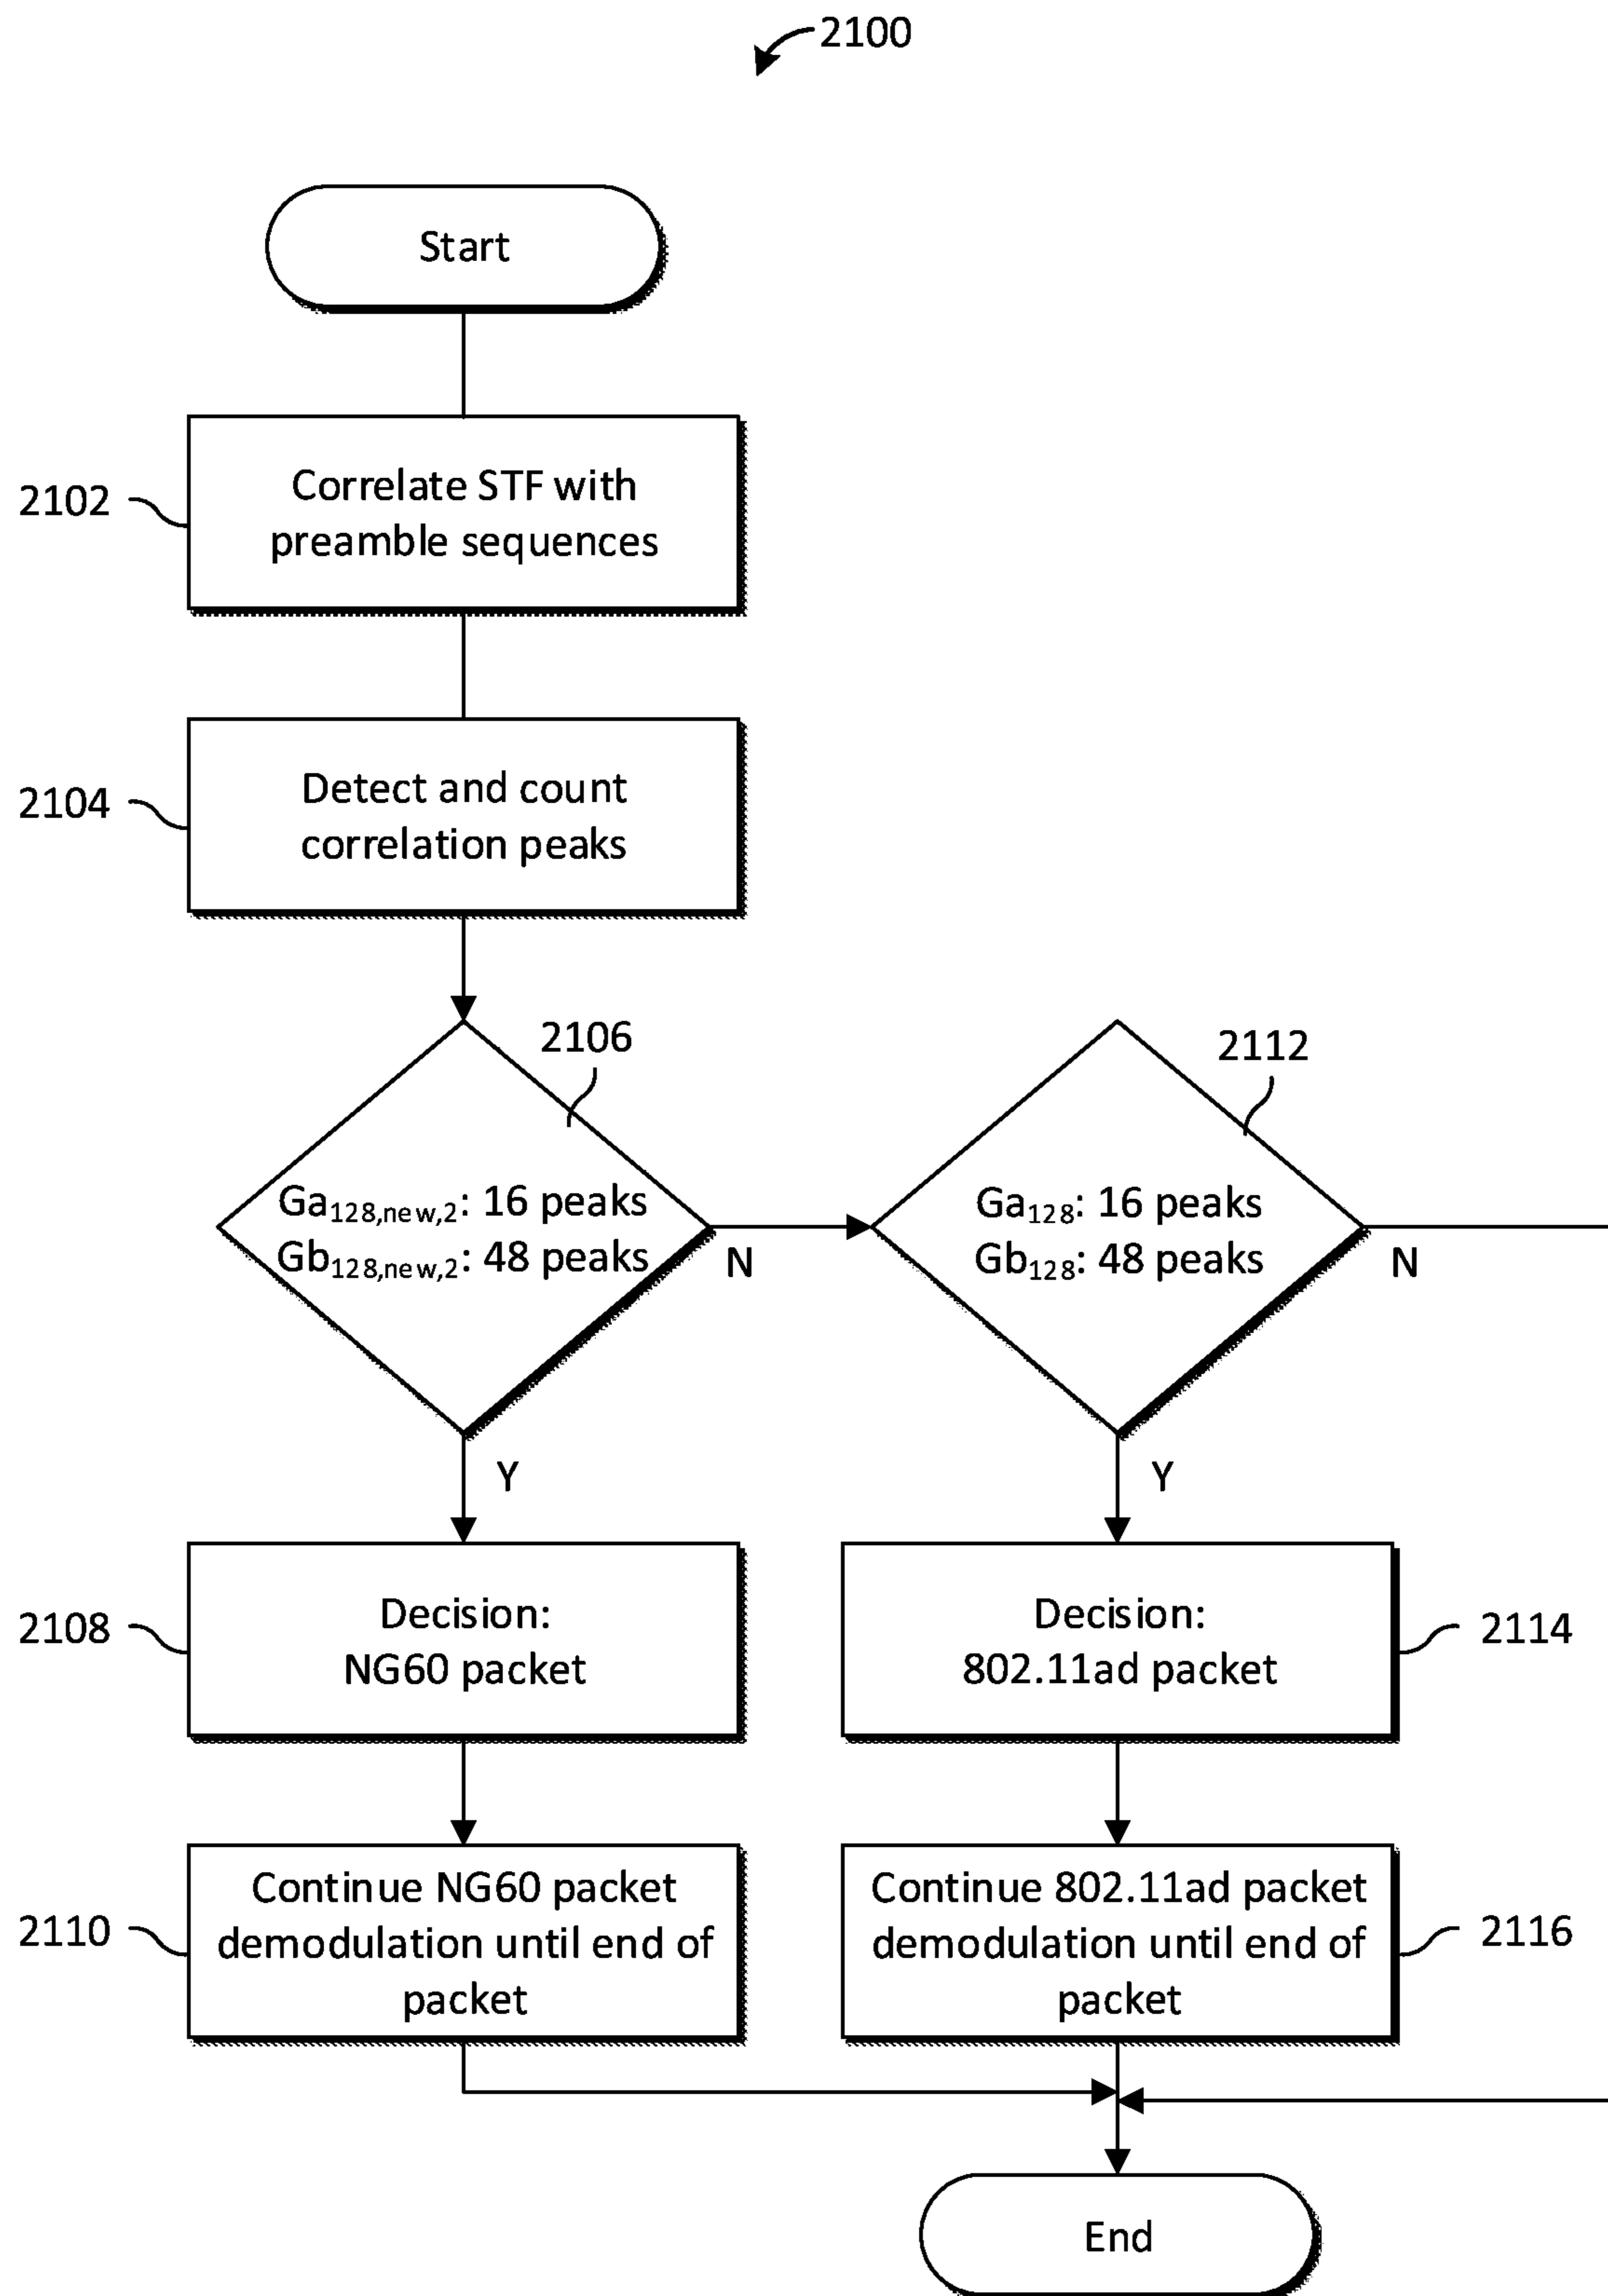 2100
Start
2102
Correlate STF with
preamble sequences
2104
Detect and count
correlation peaks
2106
Ga128,new,2: 16 peaks
Gb128,new,2: 48 peaks
N
Y
2112
Ga128: 16 peaks
Gb128: 48 peaks
N
Y
2108
Decision:
NG60 packet
Decision:
802.11ad packet
2114
2110
Continue NG60 packet
demodulation until end of
packet
Continue 802.11ad packet
demodulation until end of
packet
2116
End